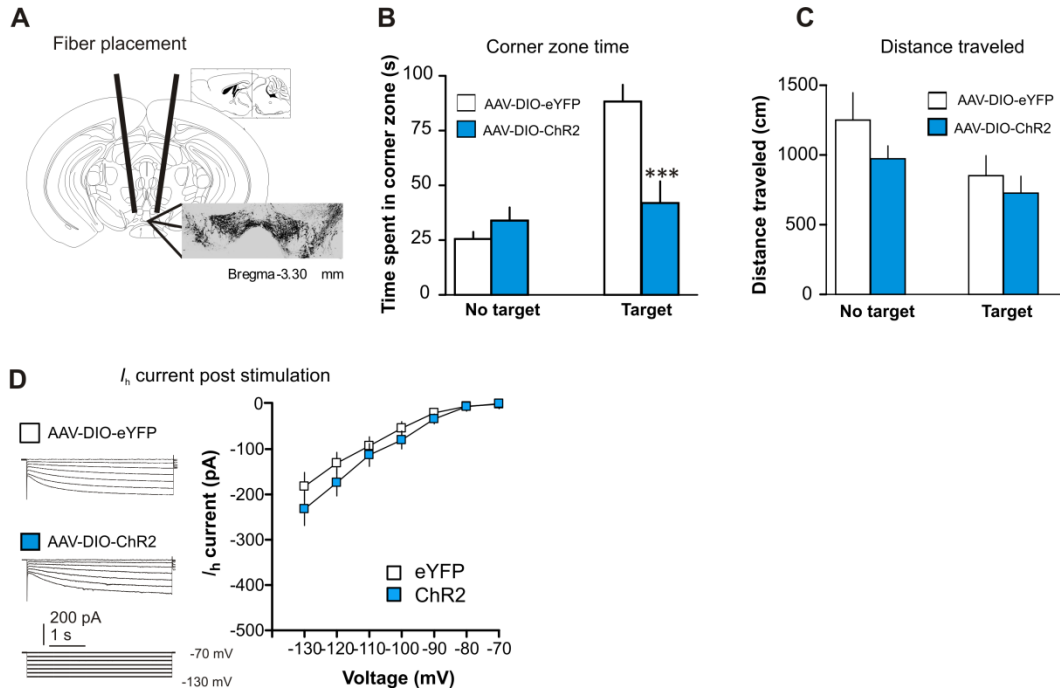 A
Fiber placement
Bregma-3.30 mm
B
Corner zone time
Time spent in corner zone (s)
100
75
50
25
0
AAV-DIO-eYFP
AAV-DIO-ChR2
***
No target
Target
C
Distance traveled
Distance traveled (cm)
1500
1000
500
0
AAV-DIO-eYFP
AAV-DIO-ChR2
No target
Target
D
Ih current post stimulation
AAV-DIO-eYFP
AAV-DIO-ChR2
200 pA
1 s
-70 mV
-130 mV
Ih current (pA)
0
-100
-200
-300
-400
-500
eYFP
ChR2
-130 -120 -110 -100 -90 -80 -70
Voltage (mV)